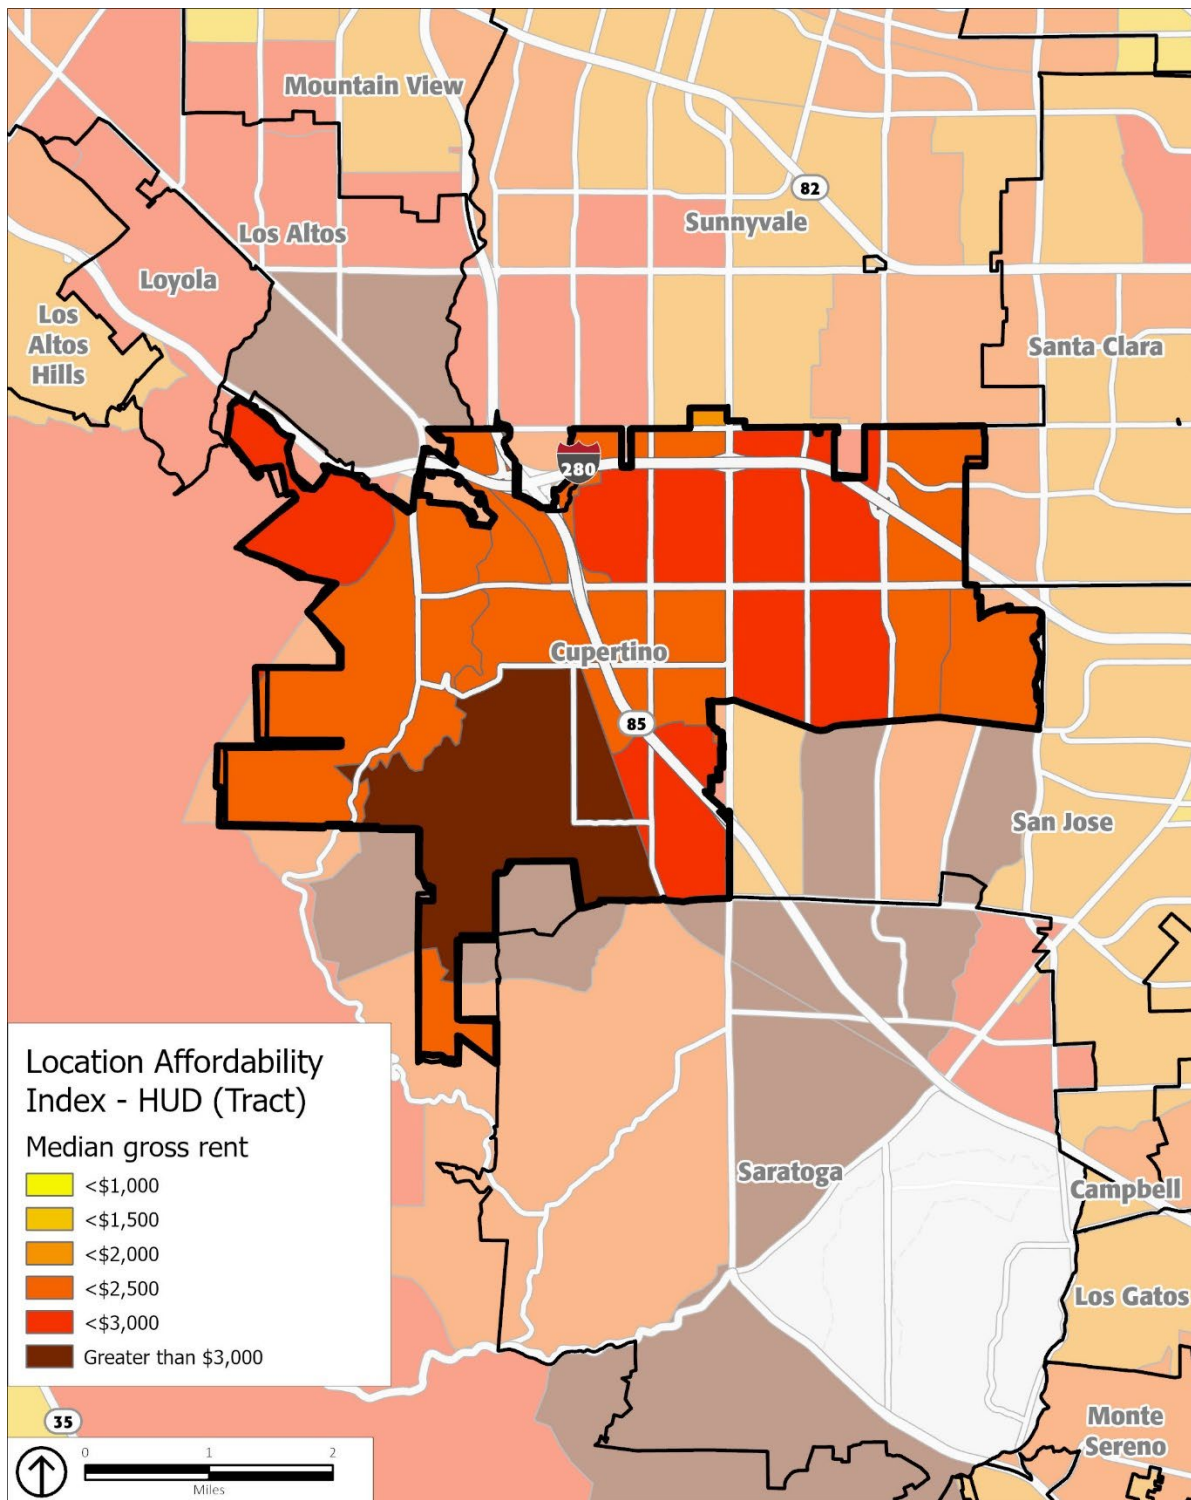 Mountain View
82
Sunnyvale
Los Altos
Loyola
Los
Altos
Hills
Santa Clara
280
Cupertino
85
San Jose
Saratoga
Campbell
Los Gatos
Monte
Sereno
Location Affordability
Index - HUD (Tract)
Median gross rent
<$1,000
<$1,500
<$2,000
<$2,500
<$3,000
Greater than $3,000
35
0 1 2
Miles